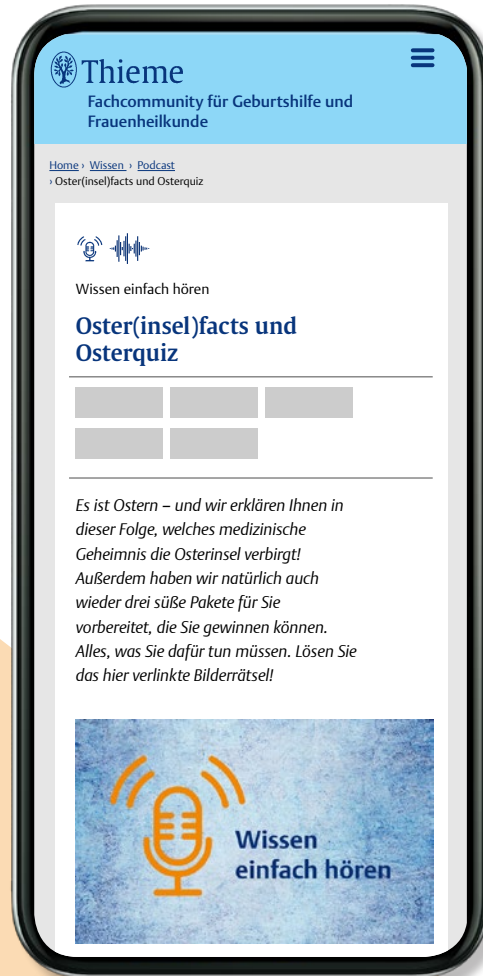 Thieme
Fachcommunity für Geburtshilfe und
Frauenheilkunde
Home › Wissen › Podcast
› Oster(insel)facts und Osterquiz
Wissen einfach hören
Oster(insel)facts und
Osterquiz
Es ist Ostern – und wir erklären Ihnen in
dieser Folge, welches medizinische
Geheimnis die Osterinsel verbirgt!
Außerdem haben wir natürlich auch
wieder drei süße Pakete für Sie
vorbereitet, die Sie gewinnen können.
Alles, was Sie dafür tun müssen. Lösen Sie
das hier verlinkte Bilderrätsel!
Wissen
einfach hören